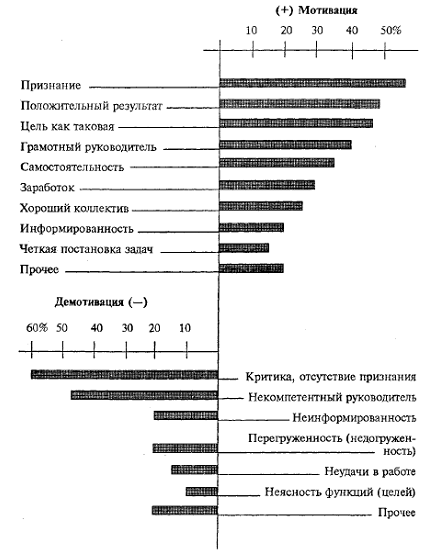 (+) Мотивация
10 20 30 40 50%
Признание
Положительный результат
Цель как таковая
Грамотный руководитель
Самостоятельность
Заработок
Хороший коллектив
Информированность
Четкая постановка задач
Прочее
Демотивация (—)
60% 50 40 30 20 10
Критика, отсутствие признания
Некомпетентный руководитель
Неинформированность
Перегруженность (недогружен-
ность)
Неудачи в работе
Неясность функций (целей)
Прочее